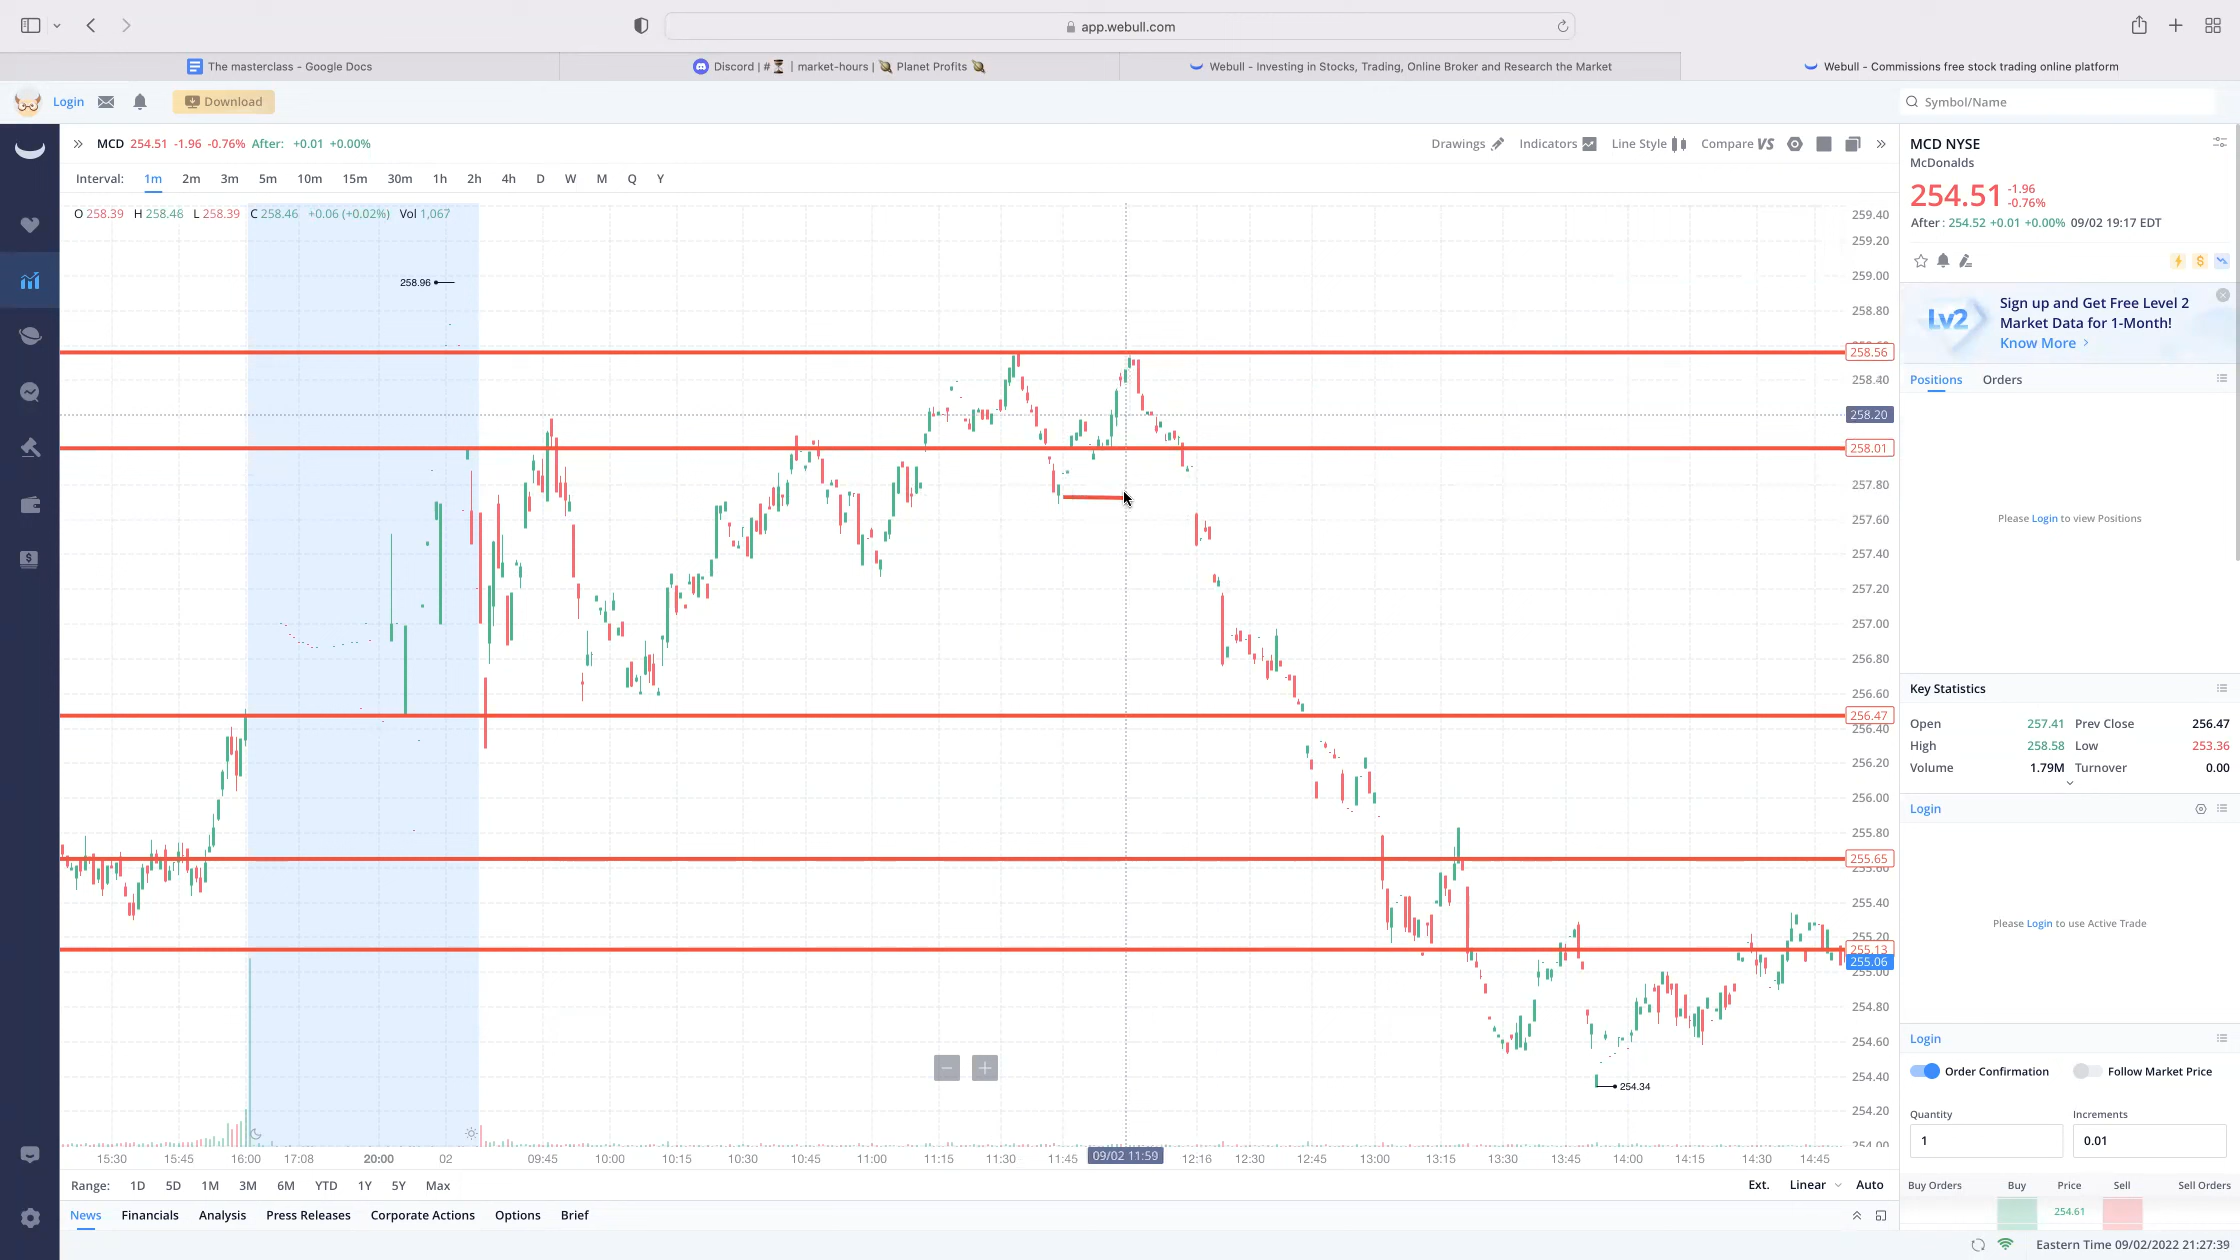 app.webull.com
The masterclass - Google Docs
Discord | #⏳ | market-hours | 🪐 Planet Profits 🪐
Webull - Investing in Stocks, Trading, Online Broker and Research the Market
Webull - Commissions free stock trading online platform
Login
Download
Symbol/Name
MCD 254.51 -1.96 -0.76% After: +0.01 +0.00%
Drawings Indicators Line Style Compare VS
Interval: 1m 2m 3m 5m 10m 15m 30m 1h 2h 4h D W M Q Y
O 258.39 H 258.46 L 258.39 C 258.46 +0.06 (+0.02%) Vol 1,067
258.96
254.34
259.40
259.20
259.00
258.80
258.56
258.40
258.20
258.01
257.80
257.60
257.40
257.20
257.00
256.80
256.60
256.47
256.40
256.20
256.00
255.80
255.65
255.60
255.40
255.20
255.13
255.06
255.00
254.80
254.60
254.40
254.20
254.00
15:30 15:45 16:00 17:08 20:00 02 09:45 10:00 10:15 10:30 10:45 11:00 11:15 11:30 11:45 09/02 11:59 12:16 12:30 12:45 13:00 13:15 13:30 13:45 14:00 14:15 14:30 14:45
Range: 1D 5D 1M 3M 6M YTD 1Y 5Y Max
Ext. Linear Auto
News Financials Analysis Press Releases Corporate Actions Options Brief
MCD NYSE
McDonalds
254.51 -1.96
-0.76%
After : 254.52 +0.01 +0.00% 09/02 19:17 EDT
Lv2
Sign up and Get Free Level 2
Market Data for 1-Month!
Know More >
Positions Orders
Please Login to view Positions
Key Statistics
Open 257.41 Prev Close 256.47
High 258.58 Low 253.36
Volume 1.79M Turnover 0.00
Login
Please Login to use Active Trade
Login
Order Confirmation Follow Market Price
Quantity Increments
1 0.01
Buy Orders Buy Price Sell Sell Orders
254.61
Eastern Time 09/02/2022 21:27:39